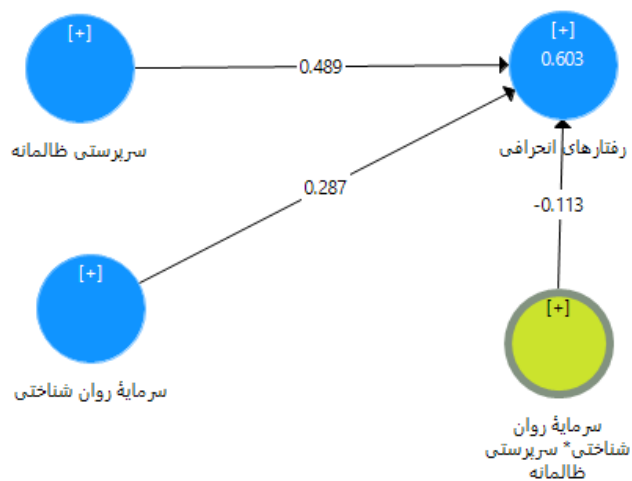 [+]
[+]
0.603
0.489
سرپرستی ظالمانه
رفتارهای انحرافی
0.287
-0.113
[+]
[+]
سرمایهٔ روان شناختی
سرمایهٔ روان
شناختی* سرپرستی
ظالمانه